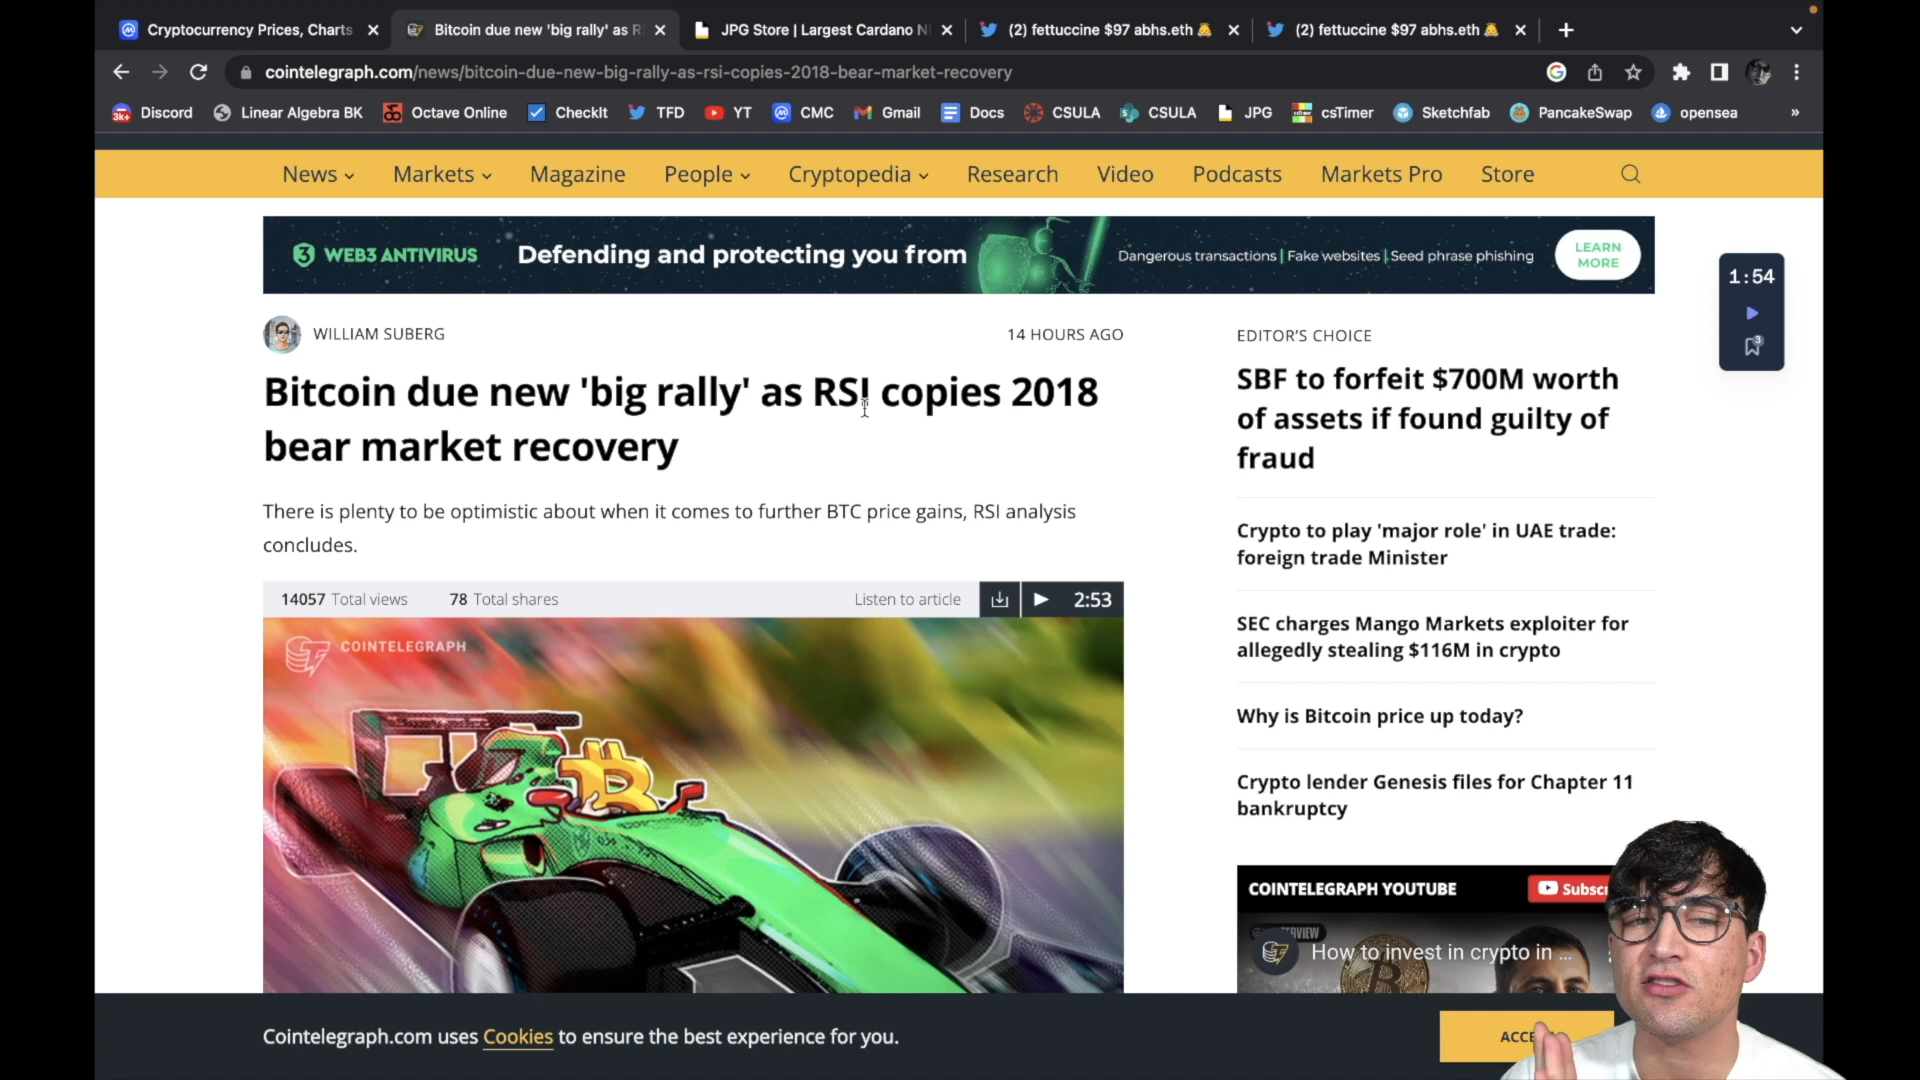 Cryptocurrency Prices, Charts
Bitcoin due new 'big rally' as R
JPG Store | Largest Cardano N
(2) fettuccine $97 abhs.eth
(2) fettuccine $97 abhs.eth
cointelegraph.com/news/bitcoin-due-new-big-rally-as-rsi-copies-2018-bear-market-recovery
3k+
Discord
Linear Algebra BK
Octave Online
CheckIt
TFD
YT
CMC
Gmail
Docs
CSULA
CSULA
JPG
csTimer
Sketchfab
PancakeSwap
opensea
»
News
Markets
Magazine
People
Cryptopedia
Research
Video
Podcasts
Markets Pro
Store
3 WEB3 ANTIVIRUS
Defending and protecting you from
Dangerous transactions | Fake websites | Seed phrase phishing
LEARN
MORE
1:54
3
WILLIAM SUBERG
14 HOURS AGO
Bitcoin due new 'big rally' as RSI copies 2018
bear market recovery
There is plenty to be optimistic about when it comes to further BTC price gains, RSI analysis
concludes.
14057 Total views
78 Total shares
Listen to article
2:53
COINTELEGRAPH
EDITOR'S CHOICE
SBF to forfeit $700M worth
of assets if found guilty of
fraud
Crypto to play 'major role' in UAE trade:
foreign trade Minister
SEC charges Mango Markets exploiter for
allegedly stealing $116M in crypto
Why is Bitcoin price up today?
Crypto lender Genesis files for Chapter 11
bankruptcy
COINTELEGRAPH YOUTUBE
Subsc
How to invest in crypto in ...
Cointelegraph.com uses Cookies to ensure the best experience for you.
ACCE